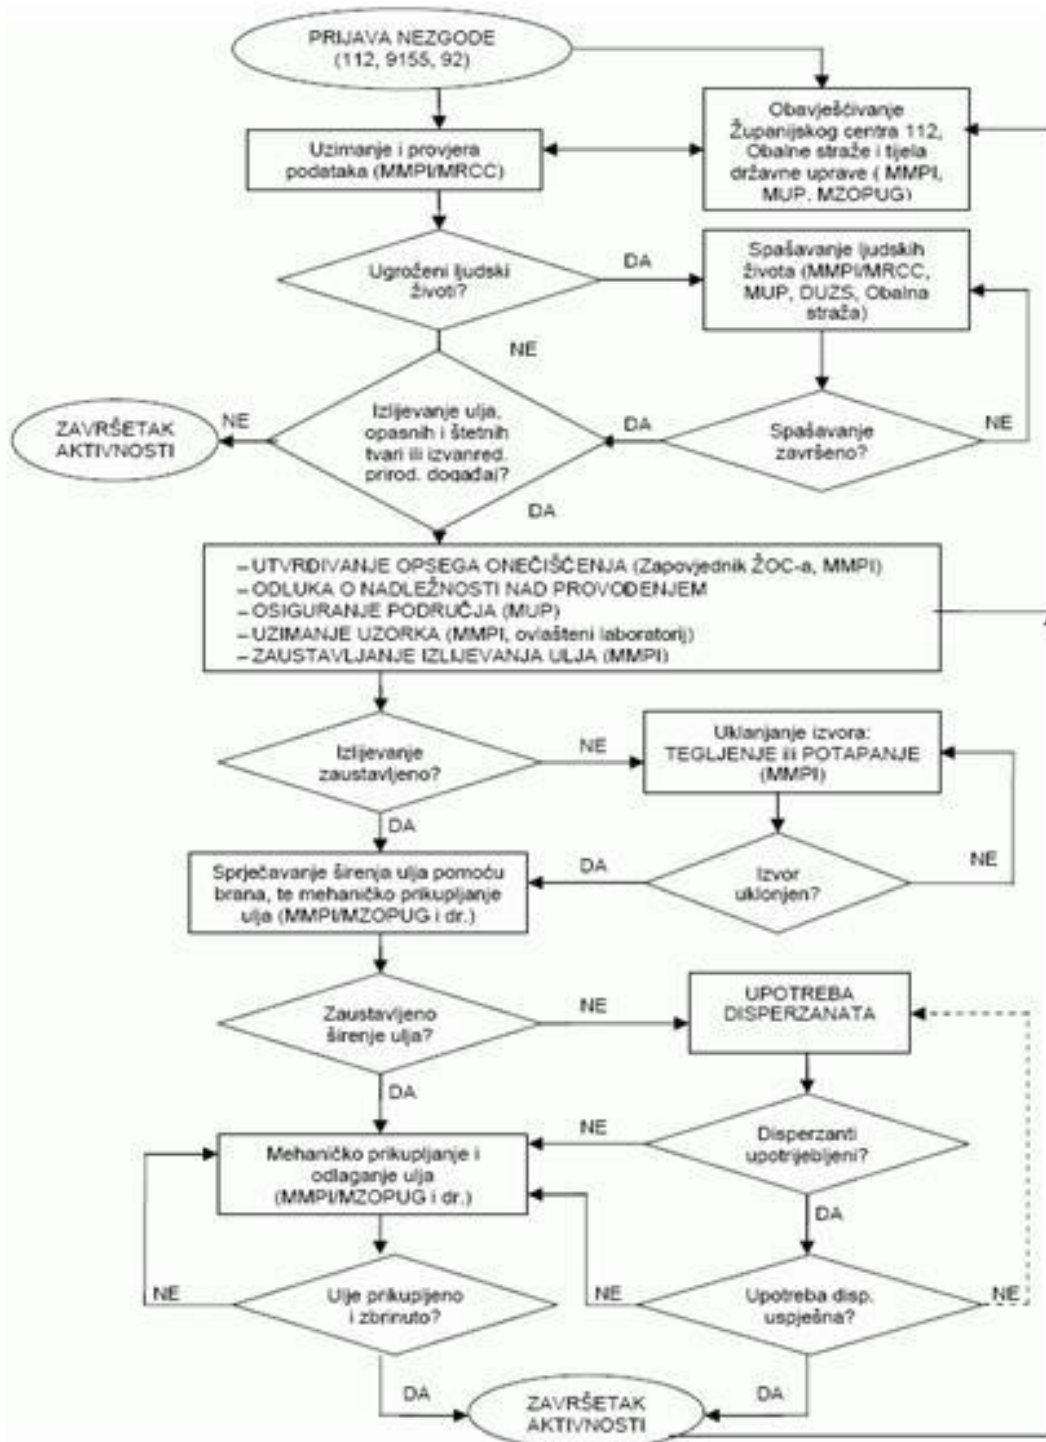 PRIJAVA NEZGODE
(112, 9155, 92)
Obavješćivanje
Županijskog centra 112,
Obalne straže i tijela
državne uprave ( MMPI,
MUP, MZOPUG)
Uzimanje i provjera
podataka (MMPI/MRCC)
Ugroženi ljudski
životi?
DA
Spašavanje ljudskih
života (MMPI/MRCC,
MUP, DUZS, Obalna
straža)
NE
Izlijevanje ulja,
opasnih i štetnih
tvari ili izvanred.
prirod. događaj?
NE
ZAVRŠETAK
AKTIVNOSTI
DA
Spašavanje
završeno?
NE
DA
– UTVRĐIVANJE OPSEGA ONEČIŠĆENJA (Zapovjednik ŽOC-a, MMPI)
– ODLUKA O NADLEŽNOSTI NAD PROVOĐENJEM
– OSIGURANJE PODRUČJA (MUP)
– UZIMANJE UZORKA (MMPI, ovlašteni laboratorij)
– ZAUSTAVLJANJE IZLIJEVANJA ULJA (MMPI)
Izlijevanje
zaustavljeno?
NE
Uklanjanje izvora:
TEGLJENJE ili POTAPANJE
(MMPI)
DA
Sprječavanje širenja ulja pomoću
brana, te mehaničko prikupljanje
ulja (MMPI/MZOPUG i dr.)
DA
Izvor
uklonjen?
NE
Zaustavljeno
širenje ulja?
NE
UPOTREBA
DISPERZANATA
DA
Mehaničko prikupljanje i
odlaganje ulja
(MMPI/MZOPUG i dr.)
NE
Disperzanti
upotrijebljeni?
DA
NE
Ulje prikupljeno
i zbrinuto?
NE
Upotreba disp.
uspješna?
NE
DA
ZAVRŠETAK
AKTIVNOSTI
DA